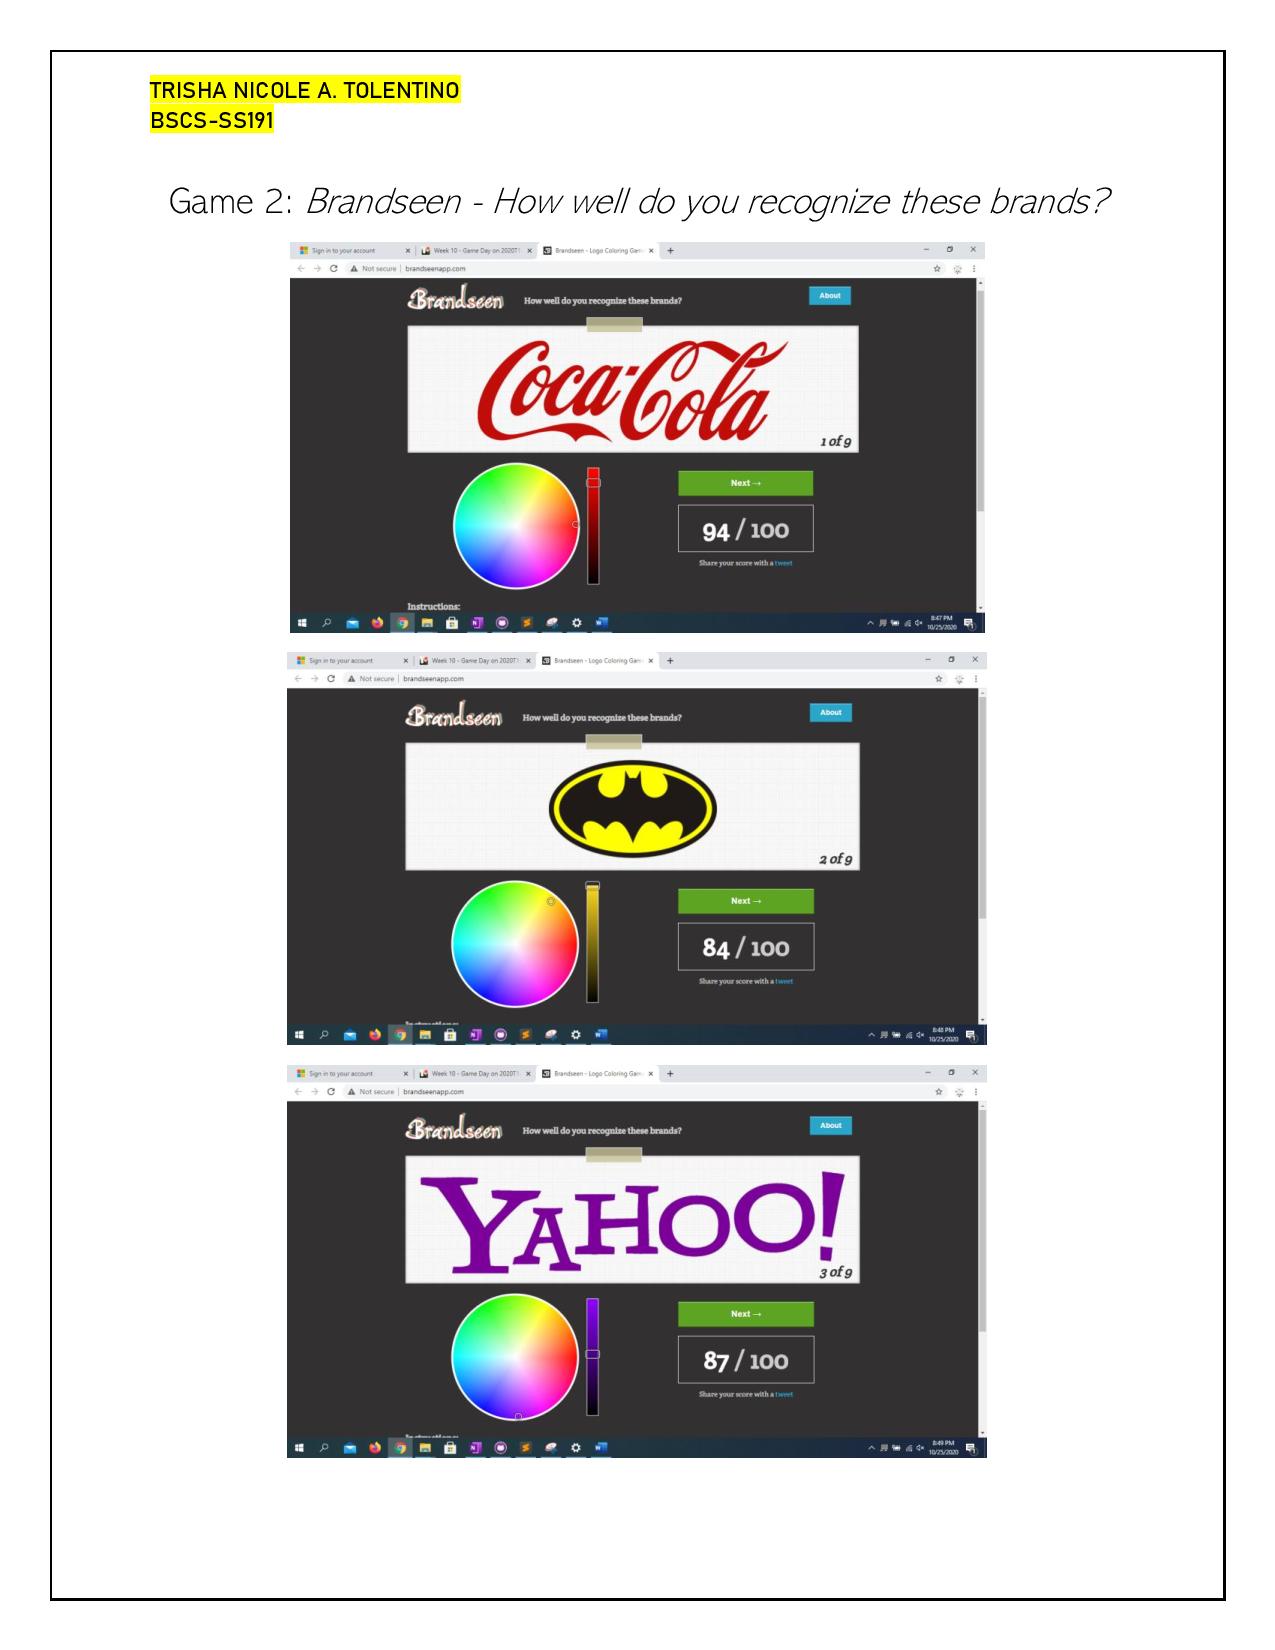 TRISHA NICOLE A. TOLENTINO
BSCS-SS191
Game 2: Brandseen - How well do you recognize these brands?
Sign in to your account
Week 10 - Game Day on 2020T1
Brandseen - Logo Coloring Gam
Not secure | brandseenapp.com
Brandseen
How well do you recognize these brands?
About
Coca-Cola
1 of 9
Next →
94 / 100
Share your score with a tweet
Instructions:
8:47 PM
10/25/2020
Sign in to your account
Week 10 - Game Day on 2020T1
Brandseen - Logo Coloring Gam
Not secure | brandseenapp.com
Brandseen
How well do you recognize these brands?
About
2 of 9
Next →
84 / 100
Share your score with a tweet
8:48 PM
10/25/2020
Sign in to your account
Week 10 - Game Day on 2020T1
Brandseen - Logo Coloring Gam
Not secure | brandseenapp.com
Brandseen
How well do you recognize these brands?
About
YAHOO!
3 of 9
Next →
87 / 100
Share your score with a tweet
8:49 PM
10/25/2020